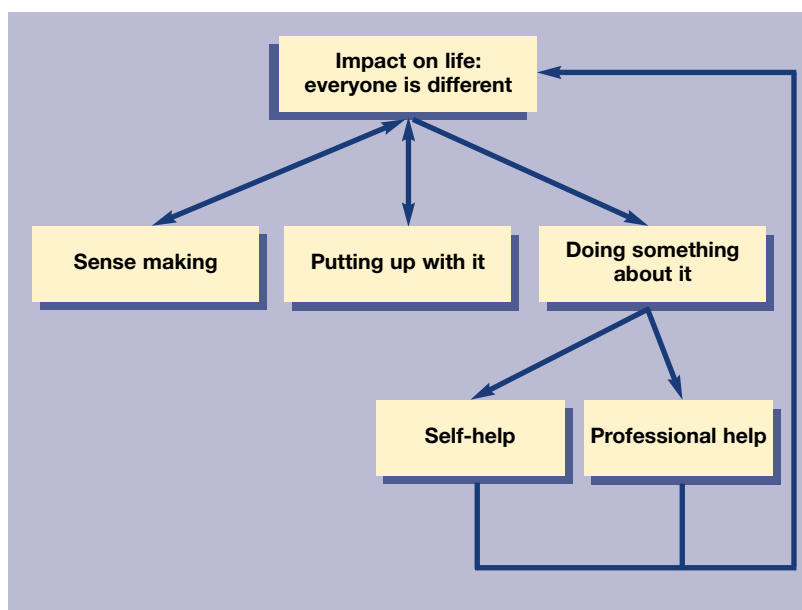 Impact on life:
everyone is different
Sense making
Putting up with it
Doing something
about it
Self-help
Professional help